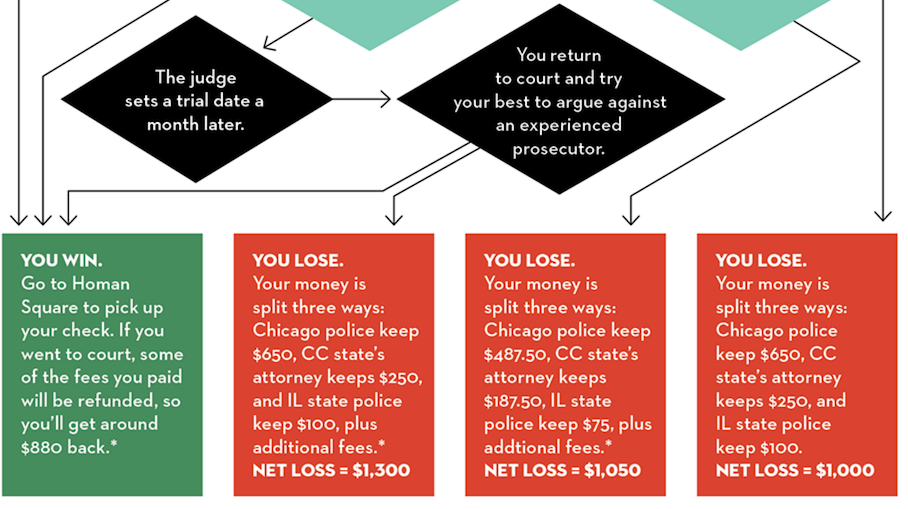 The judge
sets a trial date a
month later.
You return
to court and try
your best to argue against
an experienced
prosecutor.
YOU WIN.
Go to Homan
Square to pick up
your check. If you
went to court, some
of the fees you paid
will be refunded, so
you'll get around
$880 back.*
YOU LOSE.
Your money is
split three ways:
Chicago police keep
$650, CC state's
attorney keeps $250,
and IL state police
keep $100, plus
additional fees.*
NET LOSS = $1,300
YOU LOSE.
Your money is
split three ways:
Chicago police keep
$487.50, CC state's
attorney keeps
$187.50, IL state
police keep $75, plus
addtional fees.*
NET LOSS = $1,050
YOU LOSE.
Your money is
split three ways:
Chicago police
keep $650, CC
state's attorney
keeps $250, and
IL state police
keep $100.
NET LOSS = $1,000